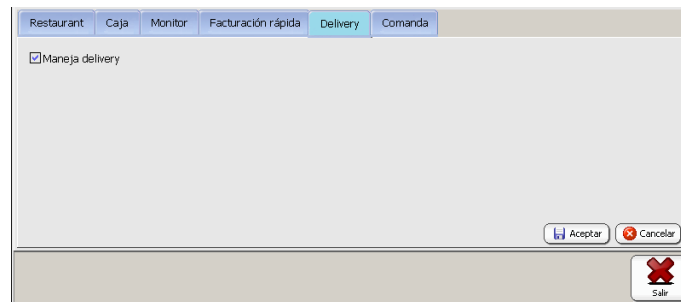 Restaurant Caja Monitor Facturación rápida Delivery Comanda
Maneja delivery
Aceptar Cancelar
Salir